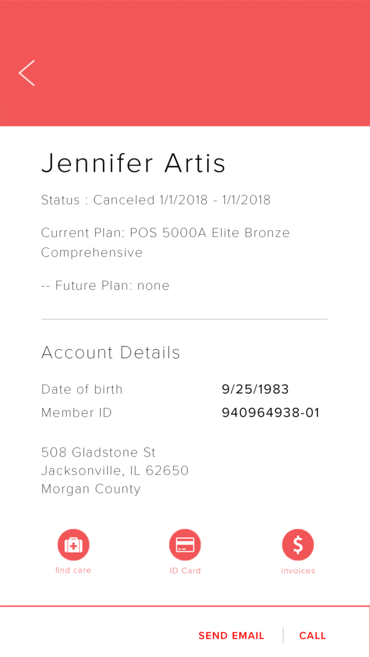 Jennifer Artis
Status : Canceled 1/1/2018 - 1/1/2018
Current Plan: POS 5000A Elite Bronze
Comprehensive
-- Future Plan: none
Account Details
Date of birth 9/25/1983
Member ID 940964938-01
508 Gladstone St
Jacksonville, IL 62650
Morgan County
find care ID Card invoices
SEND EMAIL CALL